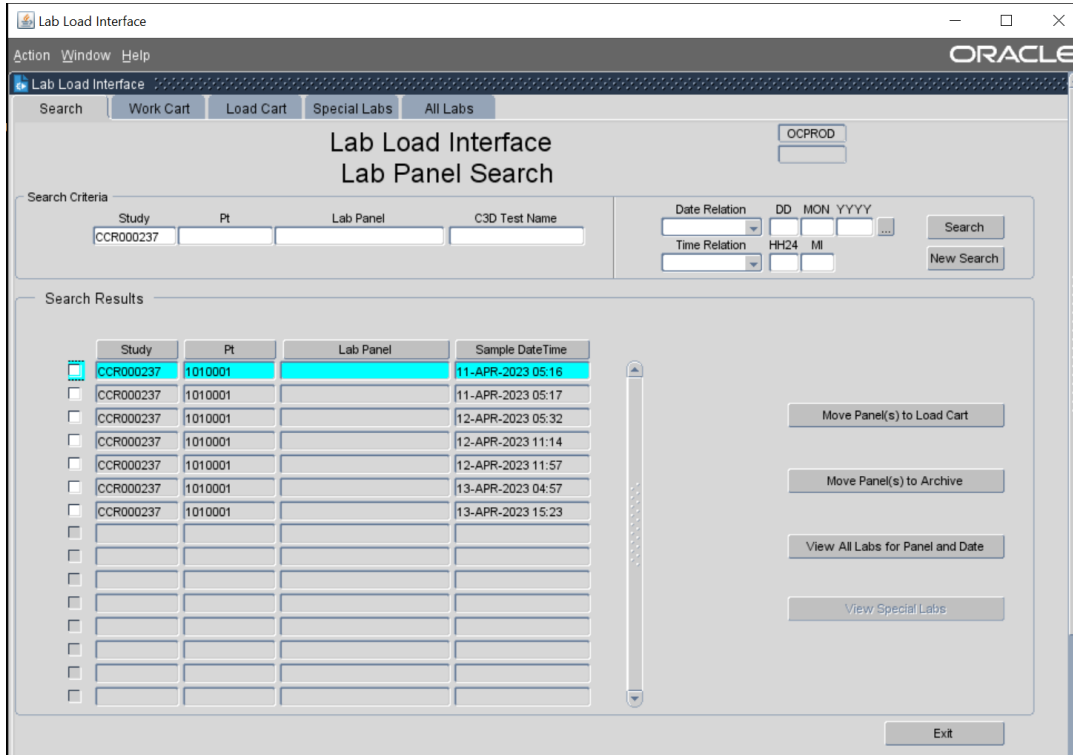 Lab Load Interface
Action Window Help ORACLE
Lab Load Interface
Search Work Cart Load Cart Special Labs All Labs
Lab Load Interface
Lab Panel Search
OCPROD
Search Criteria
Study Pt Lab Panel C3D Test Name
CCR000237
Date Relation DD MON YYYY
...
Time Relation HH24 MI
Search
New Search
Search Results
Study Pt Lab Panel Sample DateTime
CCR000237 1010001 11-APR-2023 05:16
CCR000237 1010001 11-APR-2023 05:17
CCR000237 1010001 12-APR-2023 05:32
CCR000237 1010001 12-APR-2023 11:14
CCR000237 1010001 12-APR-2023 11:57
CCR000237 1010001 13-APR-2023 04:57
CCR000237 1010001 13-APR-2023 15:23
Move Panel(s) to Load Cart
Move Panel(s) to Archive
View All Labs for Panel and Date
View Special Labs
Exit